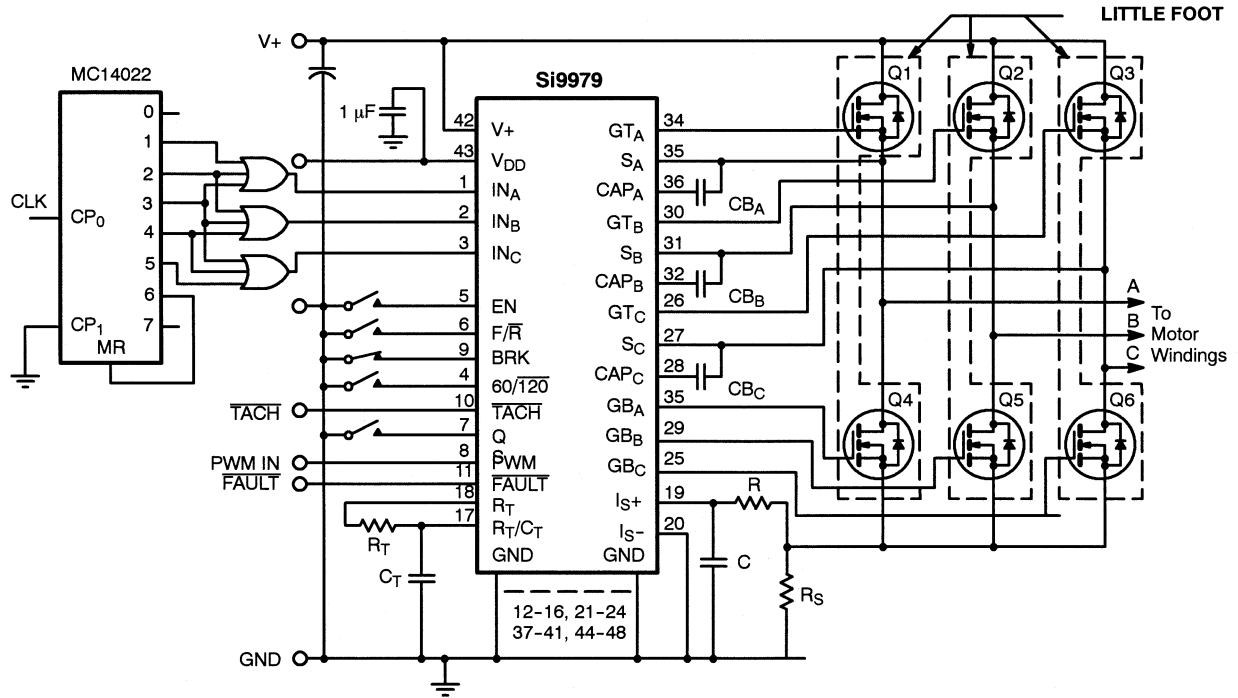 LITTLE FOOT
V+
MC14022
Si9979
Q1 Q2 Q3
0
1
2
3
4
5
6
7
CLK
CP0
CP1
MR
1 µF
42 V+ GTA 34
43 VDD SA 35
1 INA CAPA 36
CBA
2 INB GTB 30
3 INC SB 31
CAPB 32
CBB
5 EN GTC 26
6 F/R̅ SC 27
9 BRK CAPC 28
CBC
4 60/1̅2̅0̅ GBA 35
T̅A̅C̅H̅ 10 T̅A̅C̅H̅
7 Q GBB 29
S
PWM IN 8 PWM GBC 25
F̅A̅U̅L̅T̅ 11 F̅A̅U̅L̅T̅
18 RT IS+ 19
17 RT/CT IS− 20
GND GND
RT
CT
R
C
RS
A
B
C
To
Motor
Windings
Q4 Q5 Q6
12−16, 21−24
37−41, 44−48
GND